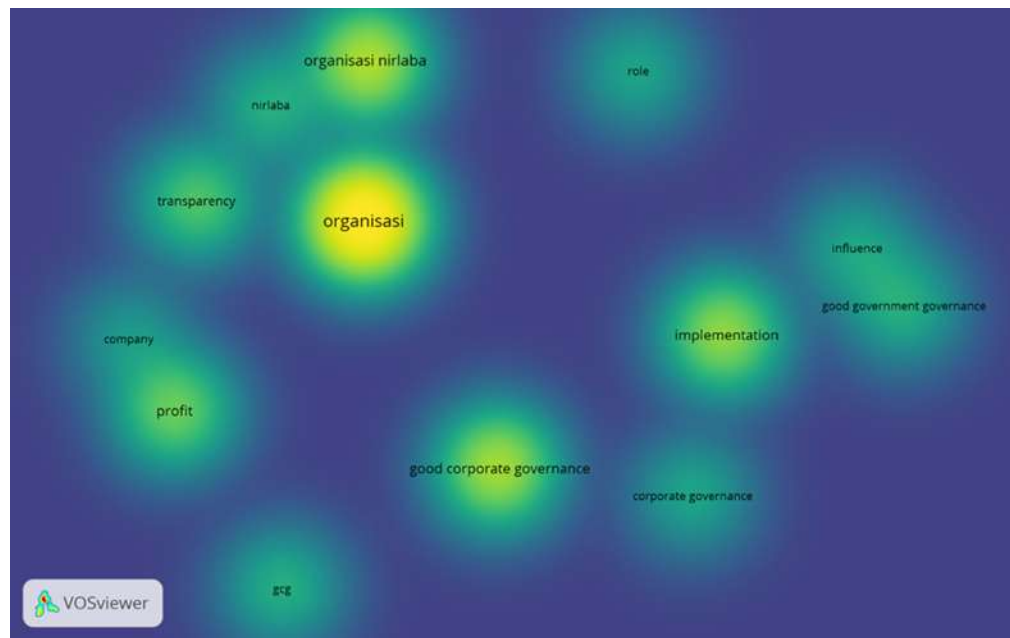 organisasi nirlaba
role
nirlaba
transparency
organisasi
influence
good government governance
implementation
company
profit
good corporate governance
corporate governance
gcg
VOSviewer